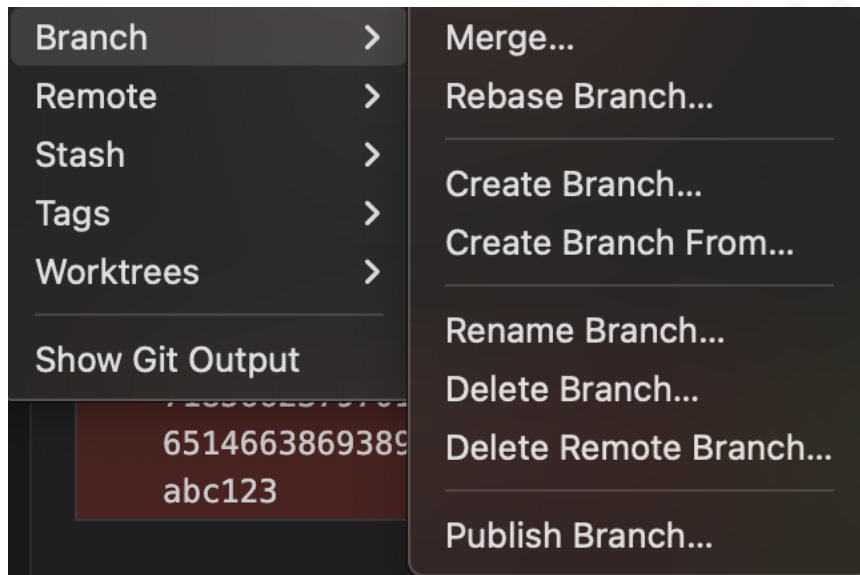 Branch
Remote
Stash
Tags
Worktrees
Show Git Output
6514663869389
abc123
Merge...
Rebase Branch...
Create Branch...
Create Branch From...
Rename Branch...
Delete Branch...
Delete Remote Branch...
Publish Branch...